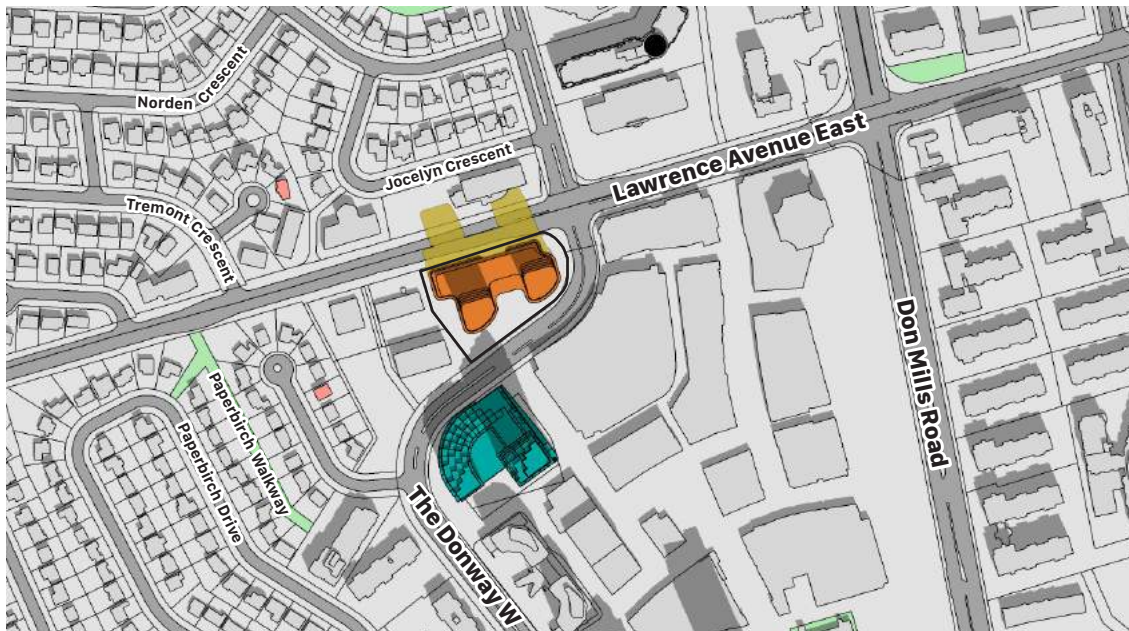 Norden Crescent
Jocelyn Crescent
Lawrence Avenue East
Tremont Crescent
Don Mills Road
Paperbirch Walkway
Paperbirch Drive
The Donway W